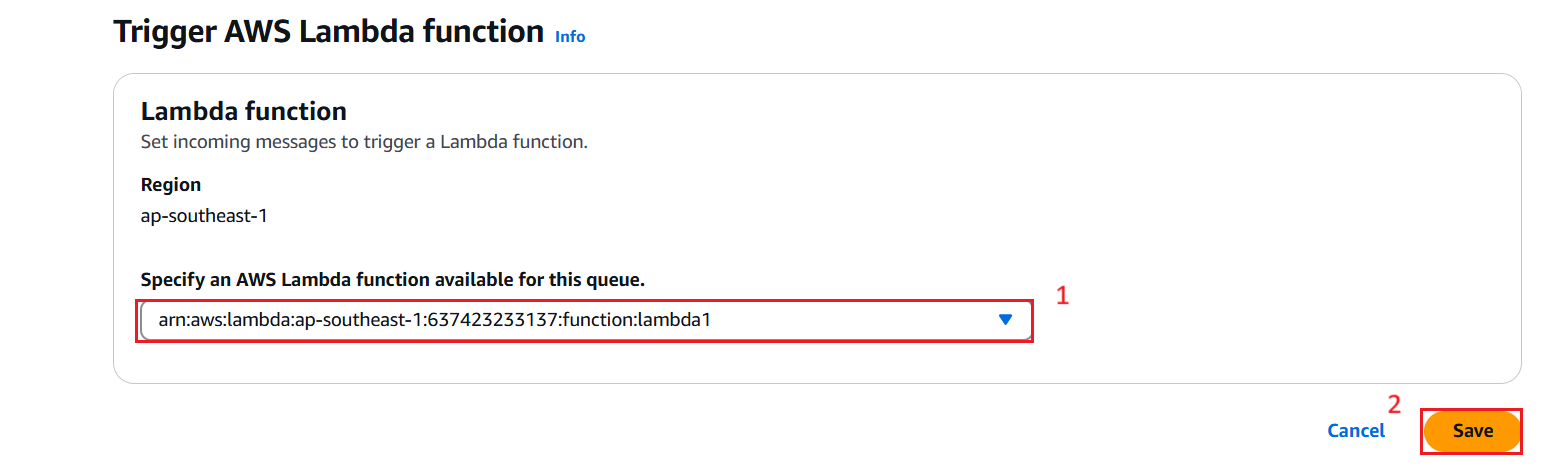 Trigger AWS Lambda function Info
Lambda function
Set incoming messages to trigger a Lambda function.
Region
ap-southeast-1
Specify an AWS Lambda function available for this queue.
1
arn:aws:lambda:ap-southeast-1:637423233137:function:lambda1
2
Cancel Save